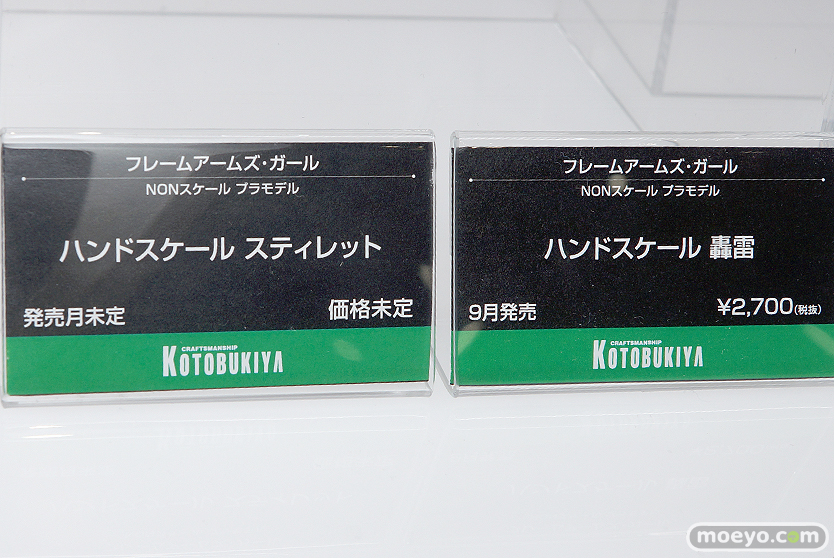 フレームアームズ・ガール
NONスケール プラモデル
ハンドスケール スティレット
発売月未定
価格未定
CRAFTSMANSHIP
KOTOBUKIYA
フレームアームズ・ガール
NONスケール プラモデル
ハンドスケール 轟雷
9月発売
¥2,700(税抜)
CRAFTSMANSHIP
KOTOBUKIYA
moeyo.com